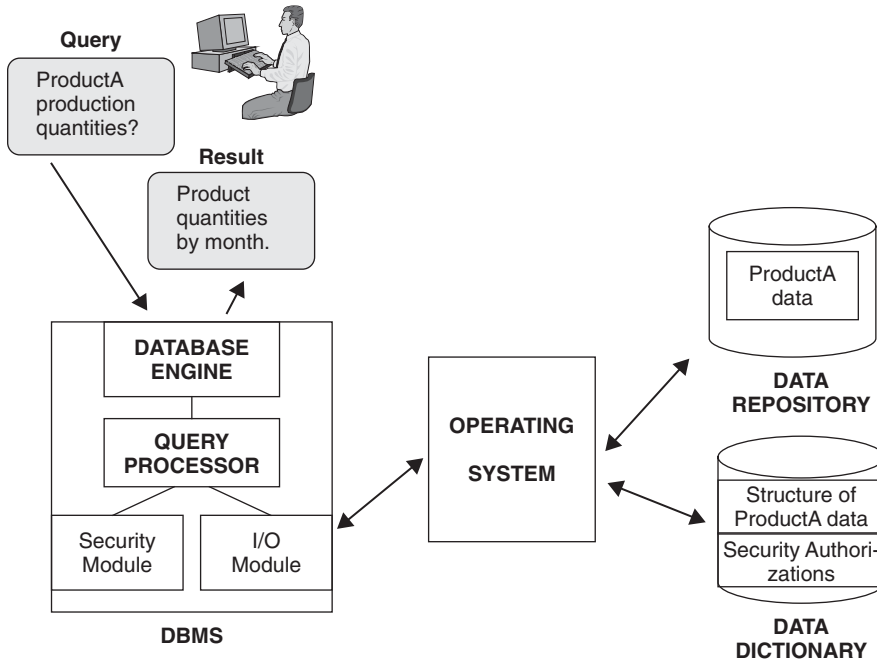 Query
ProductA
production
quantities?
Result
Product
quantities
by month.
DATABASE
ENGINE
QUERY
PROCESSOR
Security
Module
I/O
Module
DBMS
OPERATING
SYSTEM
ProductA
data
DATA
REPOSITORY
Structure of
ProductA data
Security Authori-
zations
DATA
DICTIONARY